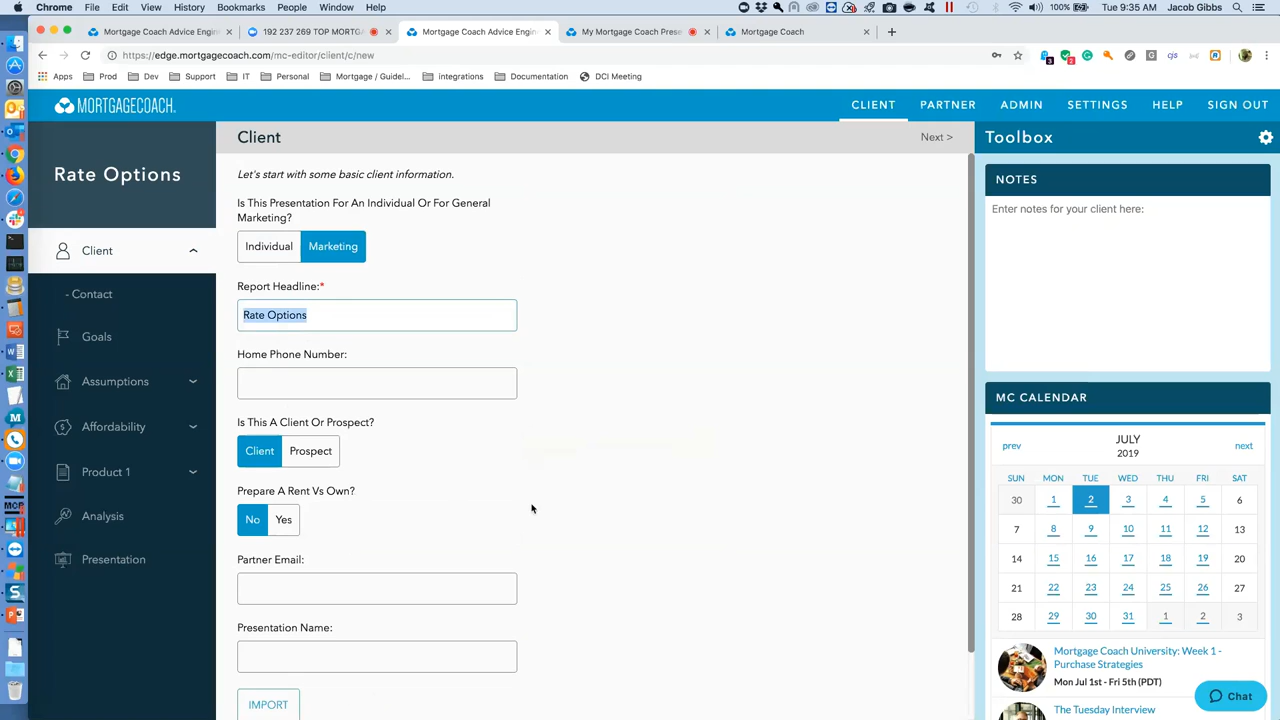 Chrome File Edit View History Bookmarks People Window Help 100% Tue 9:35 AM Jacob Gibbs
Mortgage Coach Advice Engin × 192 237 269 TOP MORTG × Mortgage Coach Advice Engin × My Mortgage Coach Prese × Mortgage Coach × +
https://edge.mortgagecoach.com/mc-editor/client/c/new
Apps Prod Dev Support IT Personal Mortgage / Guidel... integrations Documentation DCI Meeting
MORTGAGECOACH CLIENT PARTNER ADMIN SETTINGS HELP SIGN OUT
Rate Options
Client
- Contact
Goals
Assumptions
Affordability
Product 1
Analysis
Presentation
Client Next >
Let's start with some basic client information.
Is This Presentation For An Individual Or For General
Marketing?
Individual Marketing
Report Headline:*
Rate Options
Home Phone Number:
Is This A Client Or Prospect?
Client Prospect
Prepare A Rent Vs Own?
No Yes
Partner Email:
Presentation Name:
IMPORT
Toolbox
NOTES
Enter notes for your client here:
MC CALENDAR
prev JULY next
2019
SUN MON TUE WED THU FRI SAT
30 1 2 3 4 5 6
7 8 9 10 11 12 13
14 15 16 17 18 19 20
21 22 23 24 25 26 27
28 29 30 31 1 2 3
Mortgage Coach University: Week 1 -
Purchase Strategies
Mon Jul 1st - Fri 5th (PDT)
The Tuesday Interview
Chat